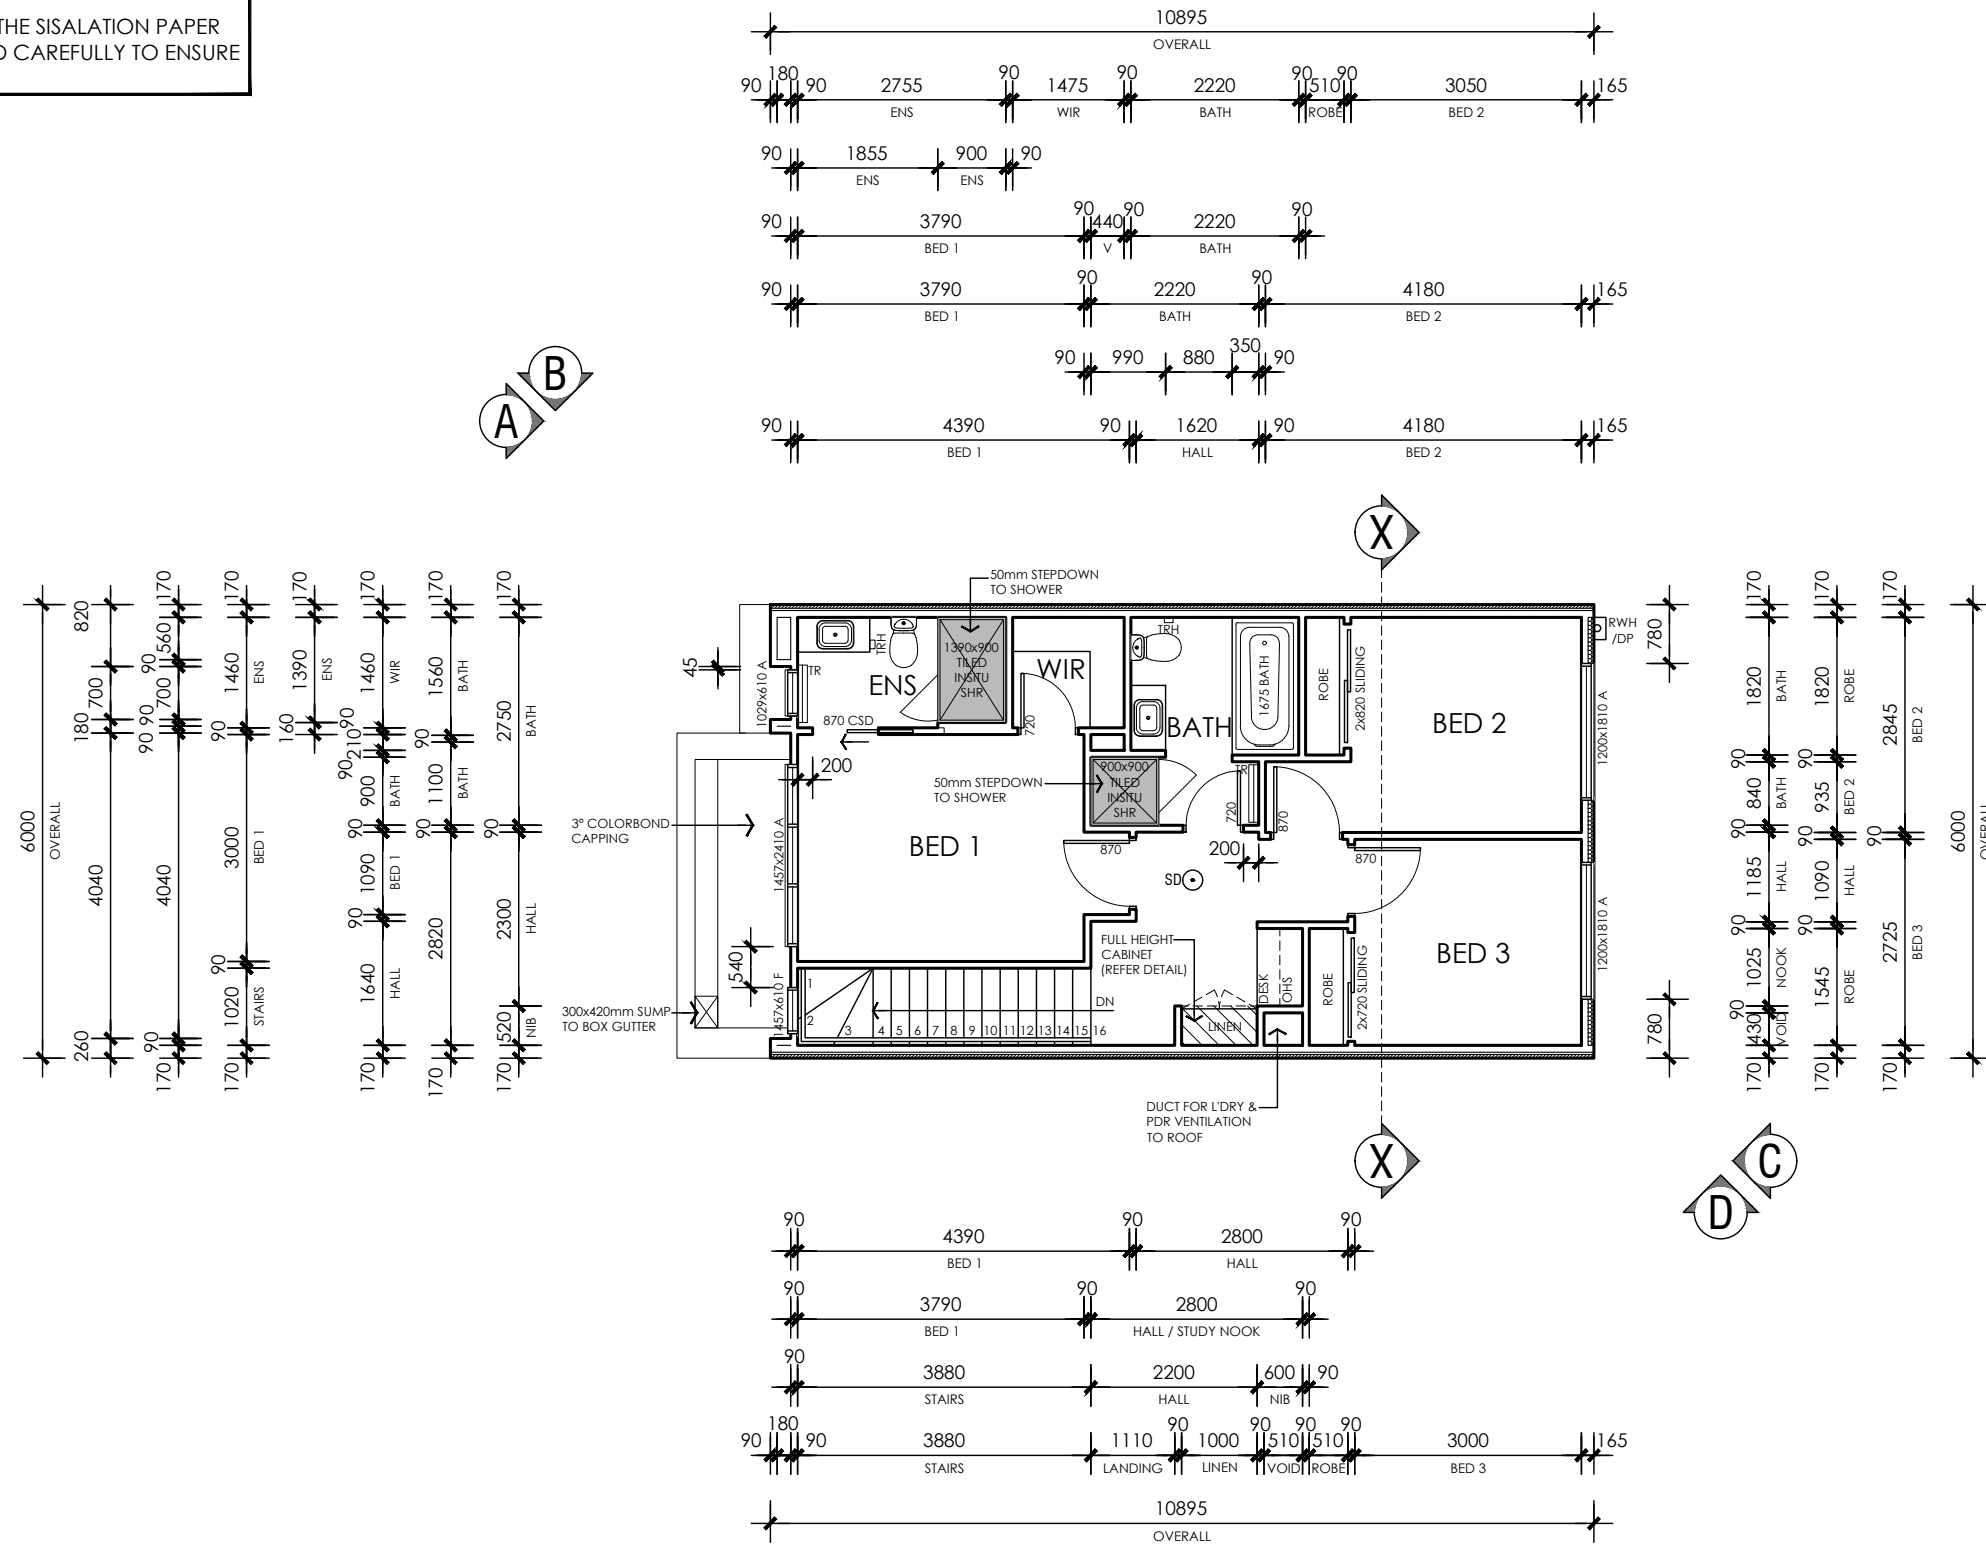 THE SISALATION PAPER
D CAREFULLY TO ENSURE
10895
OVERALL
90 180 90 2755 90 1475 90 2220 90 510 90 3050 165
ENS WIR BATH ROBE BED 2
90 1855 900 90
ENS ENS
90 3790 90 440 90 2220 90
BED 1 V BATH
90 3790 90 2220 90 4180 165
BED 1 BATH BED 2
90 990 880 350 90
90 4390 90 1620 90 4180 165
BED 1 HALL BED 2
B
A
X
6000
OVERALL
820
700
180
4040
260
170
560
90
700
90
90
4040
90
170
170
1460
ENS
90
3000
BED 1
90
1020
STAIRS
170
170
1390
ENS
160
170
1460
WIR
90
210
90
900
BATH
90
1090
BED 1
90
1640
HALL
170
170
1560
BATH
90
1100
BATH
90
2820
170
170
2750
BATH
90
2300
HALL
520
NIB
170
45
540
3° COLORBOND
CAPPING
300x420mm SUMP
TO BOX GUTTER
50mm STEPDOWN
TO SHOWER
1029x610 A
TR
TRH
ENS
1390x900
TILED
INSITU
SHR
870 CSD
200
WIR
720
TRH
BATH
1675 BATH
50mm STEPDOWN
TO SHOWER
900x900
TILED
INSITU
SHR
TR
720
870
ROBE
2x820 SLIDING
BED 2
1200x1810 A
RWH
/DP
1457x2410 A
BED 1
870
200
SD
870
FULL HEIGHT
CABINET
(REFER DETAIL)
DESK
OHS
ROBE
2x720 SLIDING
BED 3
1200x1810 A
1457x610 F
1
2
3 4 5 6 7 8 9 10 11 12 13 14 15 16
DN
LINEN
DUCT FOR L'DRY &
PDR VENTILATION
TO ROOF
X
780
780
170
1820
BATH
90
840
BATH
90
1185
HALL
90
1025
NOOK
90
430
VOID
170
170
1820
ROBE
90
935
BED 2
90
1090
HALL
90
1545
ROBE
170
170
2845
BED 2
90
2725
BED 3
170
6000
OVERALL
C
D
90 4390 90 2800 90
BED 1 HALL
90 3790 90 2800 90
BED 1 HALL / STUDY NOOK
90 3880 2200 600 90
STAIRS HALL NIB
90 180 90 3880 1110 90 1000 90 510 90 510 90 3000 165
STAIRS LANDING LINEN VOID ROBE BED 3
10895
OVERALL